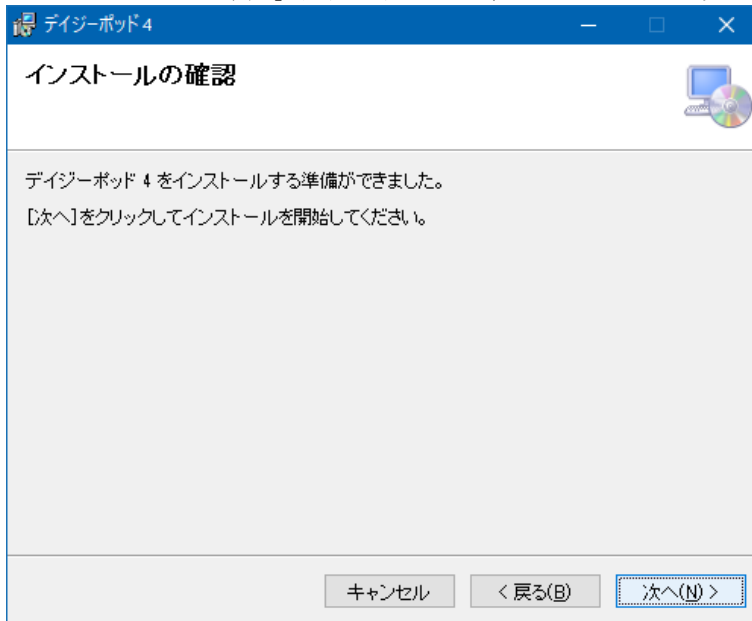 デイジーポッド 4
インストールの確認
デイジーポッド 4 をインストールする準備ができました。
[次へ]をクリックしてインストールを開始してください。
キャンセル
< 戻る(B)
次へ(N) >